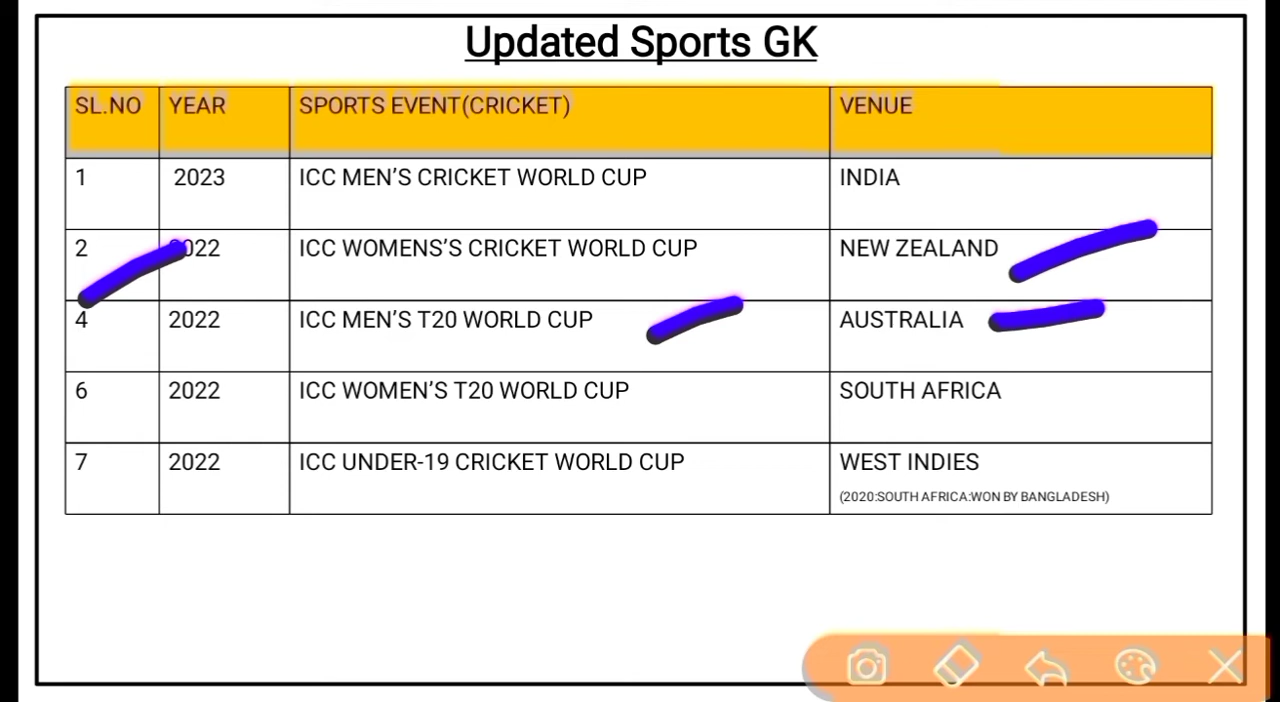 Updated Sports GK
SL.NO YEAR SPORTS EVENT(CRICKET) VENUE
1 2023 ICC MEN’S CRICKET WORLD CUP INDIA
2 2022 ICC WOMENS’S CRICKET WORLD CUP NEW ZEALAND
4 2022 ICC MEN’S T20 WORLD CUP AUSTRALIA
6 2022 ICC WOMEN’S T20 WORLD CUP SOUTH AFRICA
7 2022 ICC UNDER-19 CRICKET WORLD CUP WEST INDIES
(2020:SOUTH AFRICA:WON BY BANGLADESH)